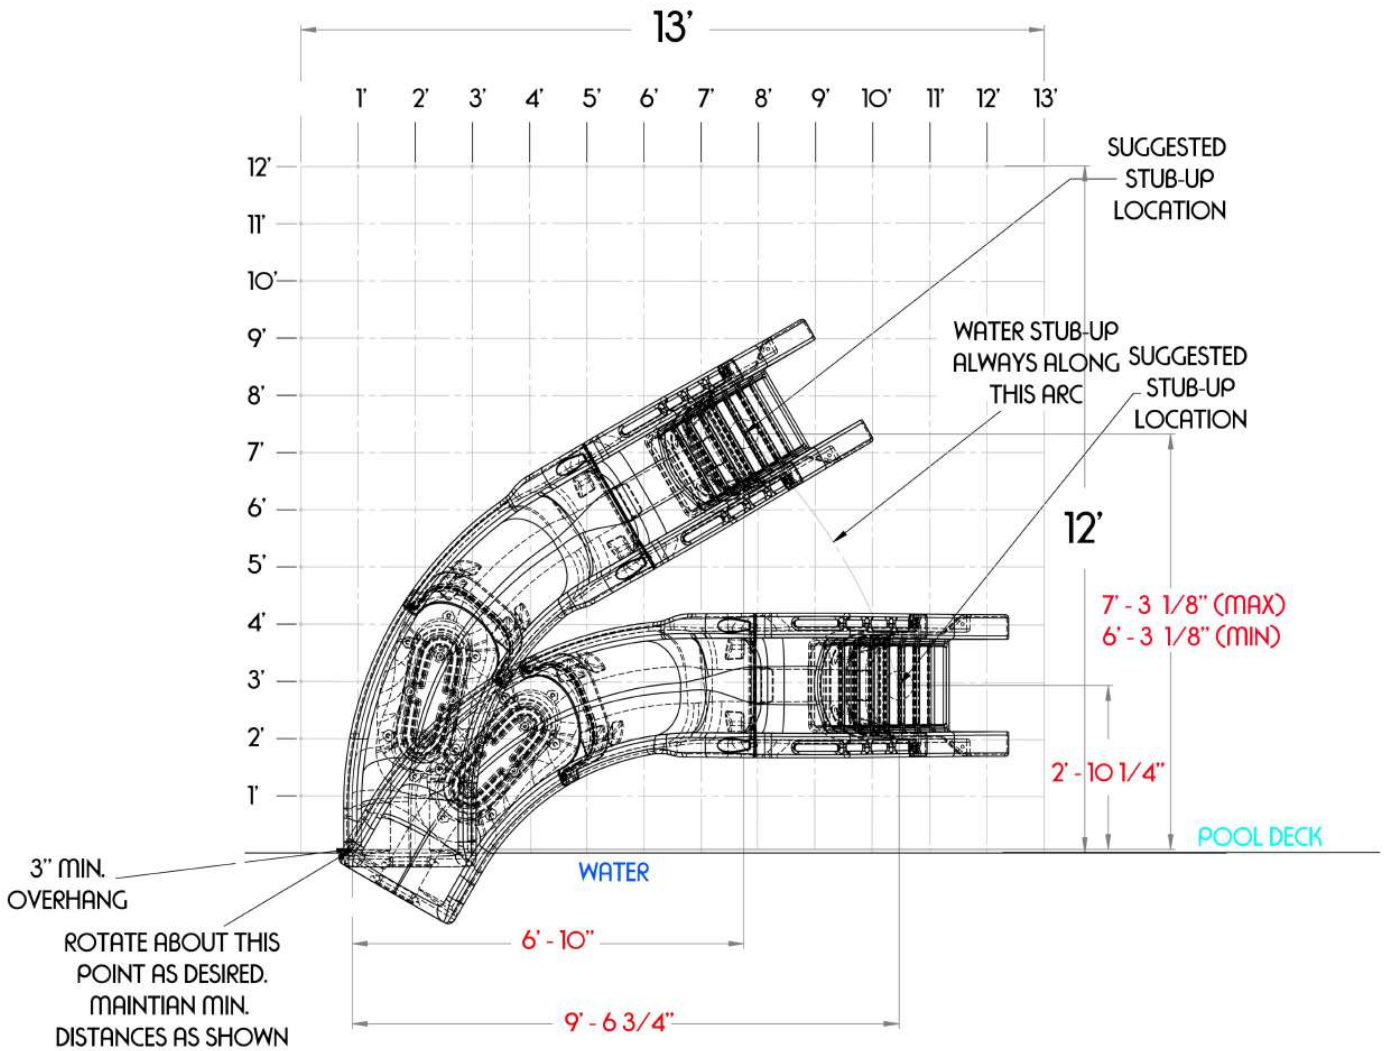 13'
1' 2' 3' 4' 5' 6' 7' 8' 9' 10' 11' 12' 13'
12'
11'
10'
9'
8'
7'
6'
5'
4'
3'
2'
1'
SUGGESTED
STUB-UP
LOCATION
WATER STUB-UP
ALWAYS ALONG
THIS ARC
SUGGESTED
STUB-UP
LOCATION
12'
7' - 3 1/8" (MAX)
6' - 3 1/8" (MIN)
2' - 10 1/4"
POOL DECK
WATER
3" MIN.
OVERHANG
ROTATE ABOUT THIS
POINT AS DESIRED.
MAINTIAN MIN.
DISTANCES AS SHOWN
6' - 10"
9' - 6 3/4"